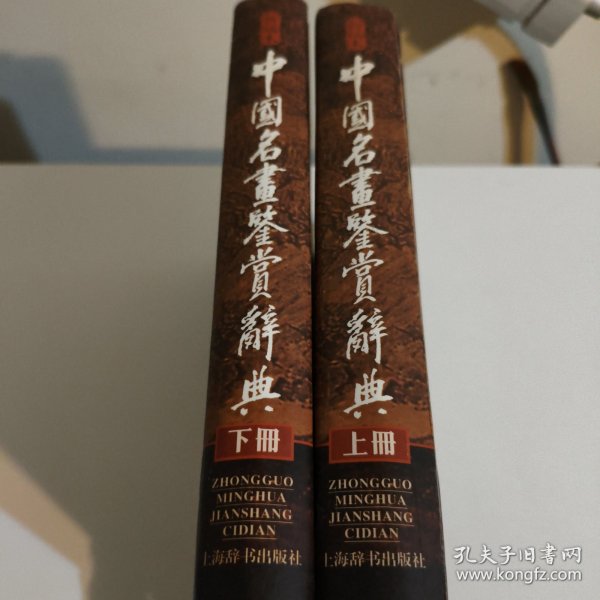 中國名畫鑒賞辭典
下冊
ZHONGGUO
MINGHUA
JIANSHANG
CIDIAN
上海辞书出版社
中國名畫鑒賞辭典
上冊
ZHONGGUO
MINGHUA
JIANSHANG
CIDIAN
上海辞书出版社
孔夫子旧书网
www.kongfz.com